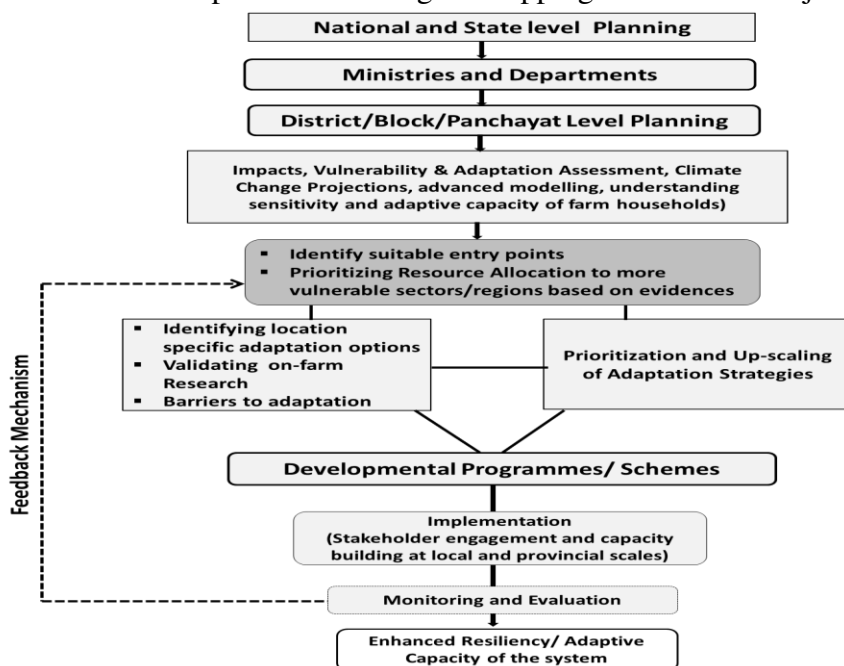 National and State level Planning
Ministries and Departments
District/Block/Panchayat Level Planning
Impacts, Vulnerability & Adaptation Assessment, Climate
Change Projections, advanced modelling, understanding
sensitivity and adaptive capacity of farm households)
▪ Identify suitable entry points
▪ Prioritizing Resource Allocation to more
vulnerable sectors/regions based on evidences
▪ Identifying location
specific adaptation options
▪ Validating on-farm
Research
▪ Barriers to adaptation
Prioritization and Up-scaling
of Adaptation Strategies
Feedback Mechanism
Developmental Programmes/ Schemes
Implementation
(Stakeholder engagement and capacity
building at local and provincial scales)
Monitoring and Evaluation
Enhanced Resiliency/ Adaptive
Capacity of the system